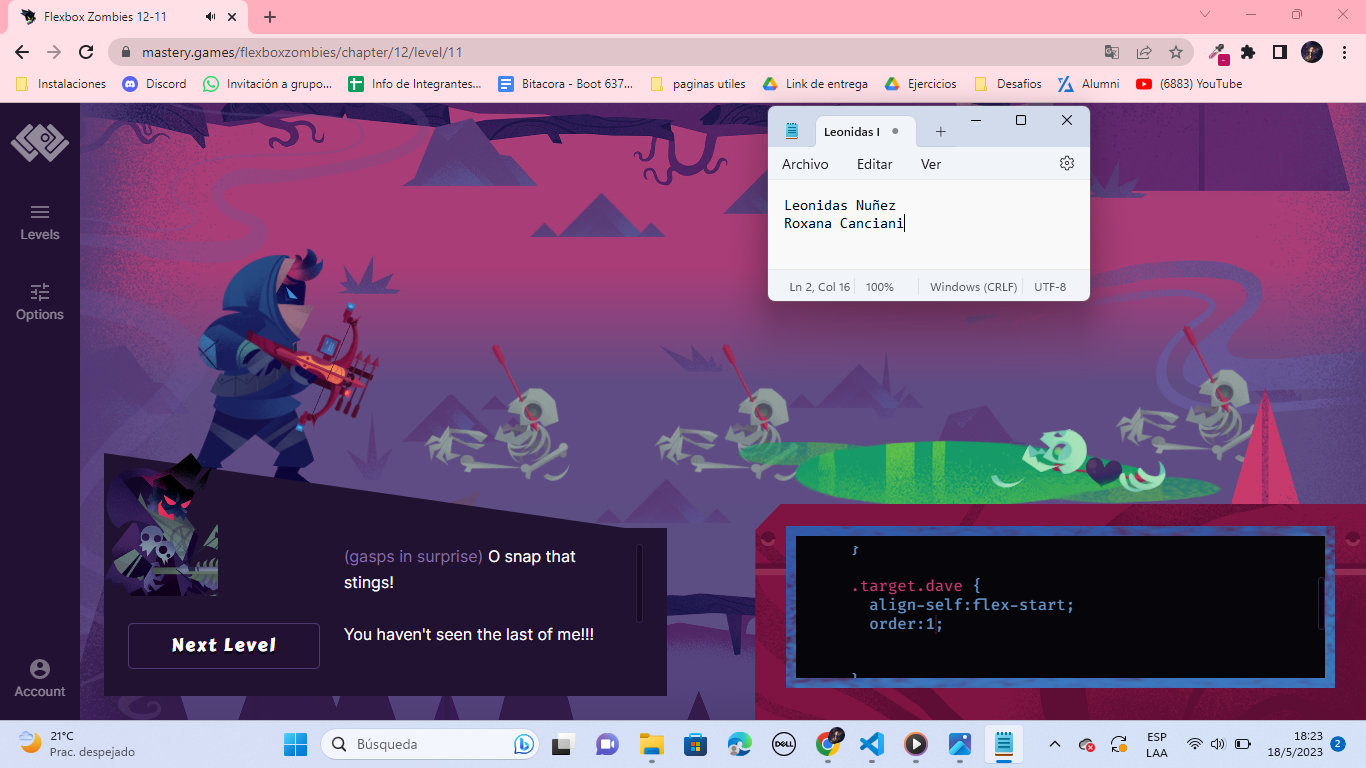 Flexbox Zombies 12-11
mastery.games/flexboxzombies/chapter/12/level/11
Instalaciones
Discord
Invitación a grupo...
Info de Integrantes...
Bitacora - Boot 637...
paginas utiles
Link de entrega
Ejercicios
Desafios
Alumni
(6883) YouTube
Leonidas I
Archivo Editar Ver
Leonidas Nuñez
Roxana Canciani
Ln 2, Col 16 100% Windows (CRLF) UTF-8
Levels
Options
Account
(gasps in surprise) O snap that
stings!
You haven't seen the last of me!!!
Next Level
}
.target.dave {
align-self:flex-start;
order:1;
}
21°C
Prac. despejado
Búsqueda
DELL
ESP
LAA
18:23
18/5/2023
2